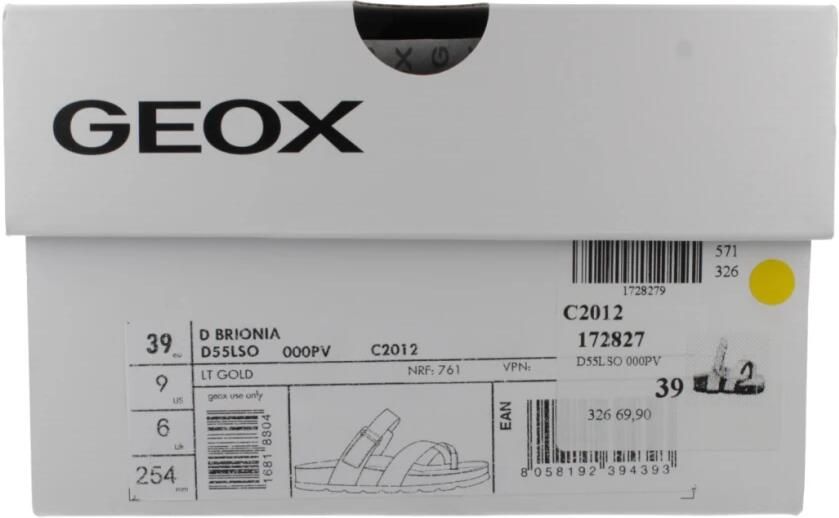 GEOX
571
326
1728279
C2012
172827
D55LSO 000PV
39
326 69,90
39 eu
D BRIONIA
D55LSO 000PV C2012
9 US
LT GOLD NRF: 761 VPN:
geox use only
6 uk
1681 8804
254 mm
EAN
8 058192 394393